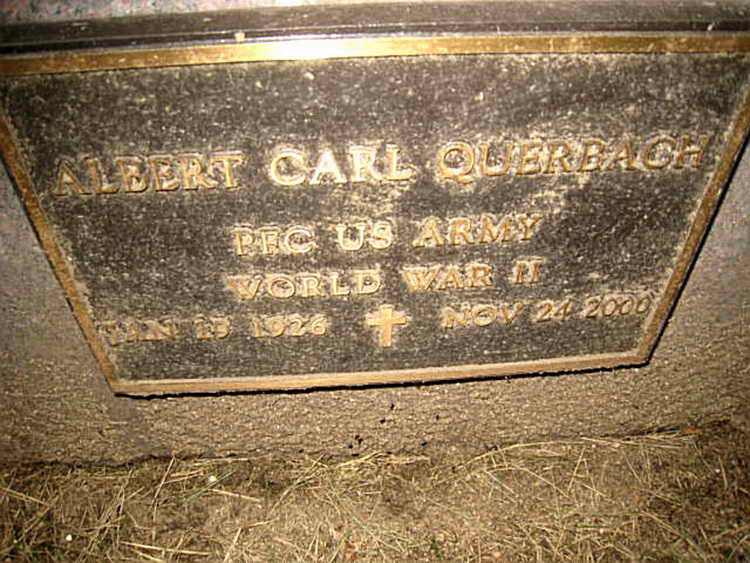 ALBERT CARL QUERBACH
PFC US ARMY
WORLD WAR II
JAN 13 1926 NOV 24 2000